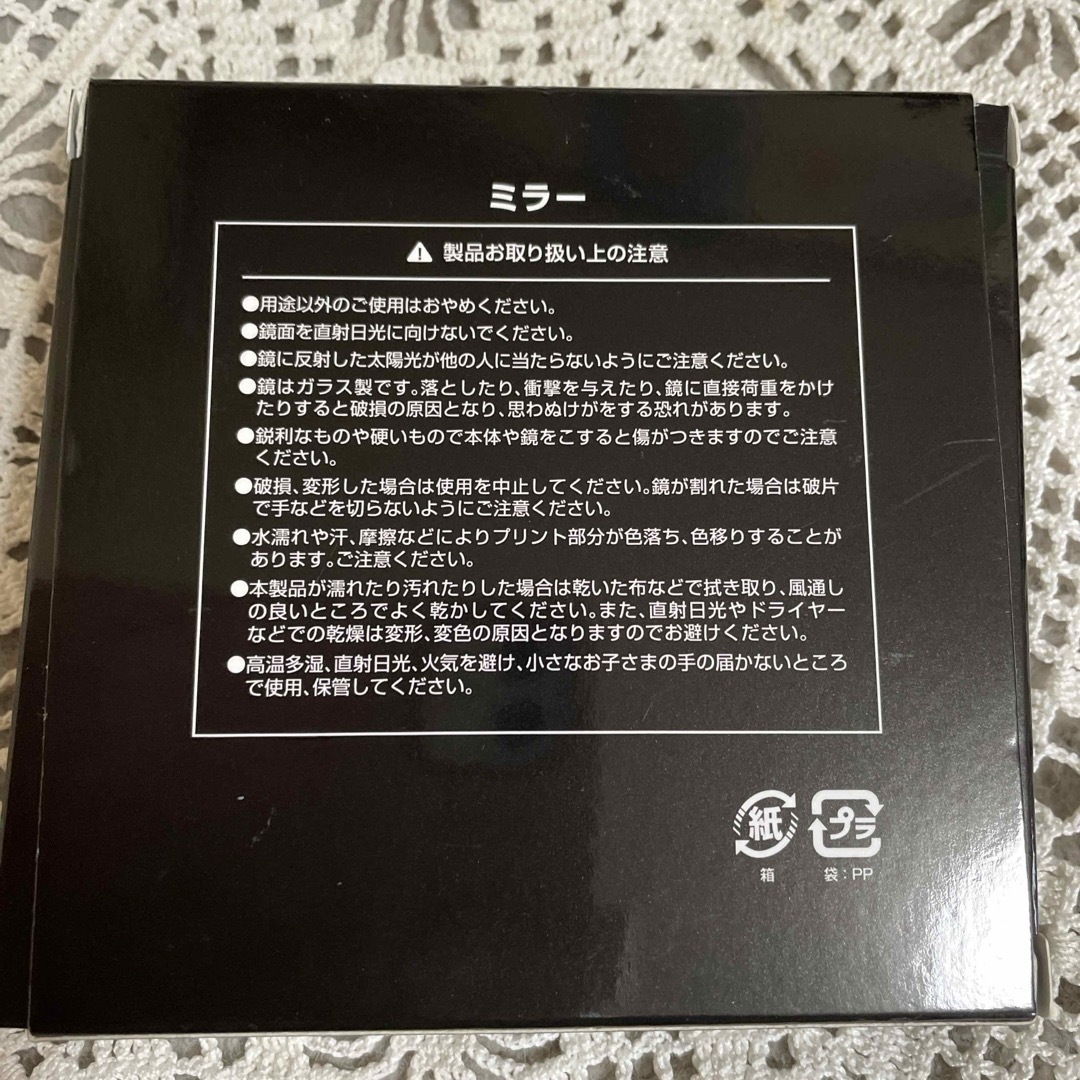 ミラー
⚠ 製品お取り扱い上の注意
●用途以外のご使用はおやめください。
●鏡面を直射日光に向けないでください。
●鏡に反射した太陽光が他の人に当たらないようにご注意ください。
●鏡はガラス製です。落としたり、衝撃を与えたり、鏡に直接荷重をかけ
たりすると破損の原因となり、思わぬけがをする恐れがあります。
●鋭利なものや硬いもので本体や鏡をこすると傷がつきますのでご注意
ください。
●破損、変形した場合は使用を中止してください。鏡が割れた場合は破片
で手などを切らないようにご注意ください。
●水濡れや汗、摩擦などによりプリント部分が色落ち、色移りすることが
あります。ご注意ください。
●本製品が濡れたり汚れたりした場合は乾いた布などで拭き取り、風通し
の良いところでよく乾かしてください。また、直射日光やドライヤー
などでの乾燥は変形、変色の原因となりますのでお避けください。
●高温多湿、直射日光、火気を避け、小さなお子さまの手の届かないところ
で使用、保管してください。
紙 プラ
箱 袋:PP